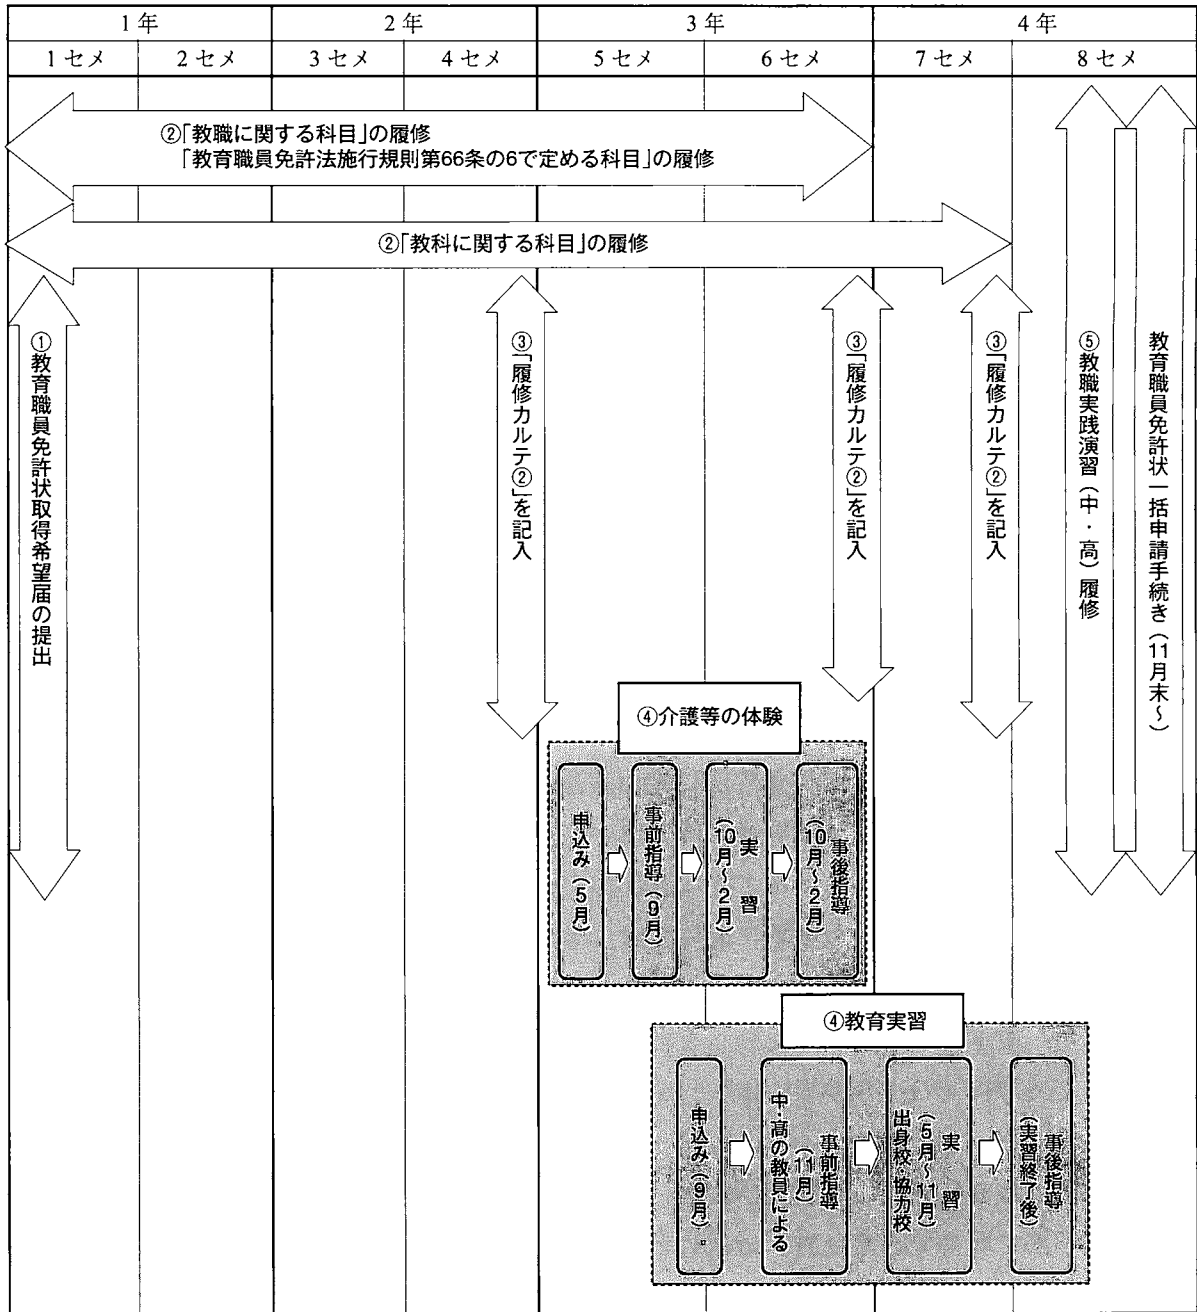 1年
2年
3年
4年
1セメ
2セメ
3セメ
4セメ
5セメ
6セメ
7セメ
8セメ
②「教職に関する科目」の履修
「教育職員免許法施行規則第66条の6で定める科目」の履修
②「教科に関する科目」の履修
①教育職員免許状取得希望届の提出
③「履修カルテ②」を記入
③「履修カルテ②」を記入
③「履修カルテ②」を記入
⑤教職実践演習(中・高)履修
教育職員免許状一括申請手続き(11月末~)
④介護等の体験
申込み(5月)
事前指導(9月)
実習
(10月~2月)
事後指導
(10月~2月)
④教育実習
申込み(9月)
事前指導
(11月)
中・高の教員による
実習
(5月~11月)
出身校・協力校
事後指導
(実習終了後)